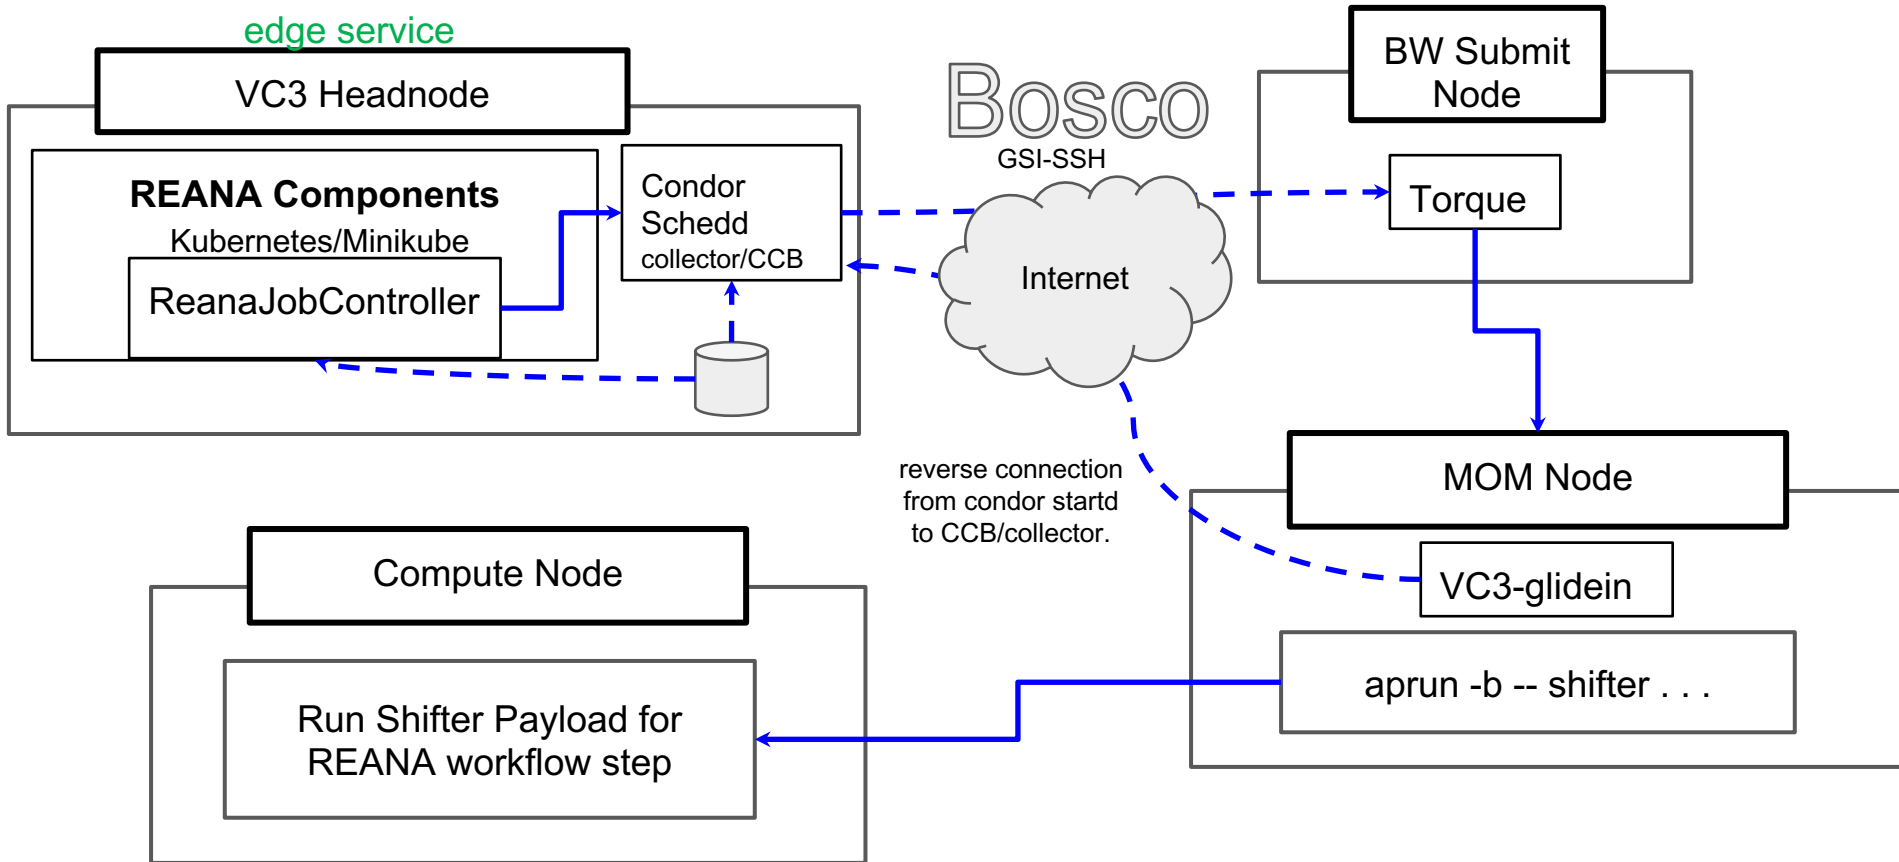 edge service
VC3 Headnode
REANA Components
Kubernetes/Minikube
ReanaJobController
Condor
Schedd
collector/CCB
Bosco
GSI-SSH
Internet
BW Submit
Node
Torque
reverse connection
from condor startd
to CCB/collector.
MOM Node
VC3-glidein
aprun -b -- shifter . . .
Compute Node
Run Shifter Payload for
REANA workflow step